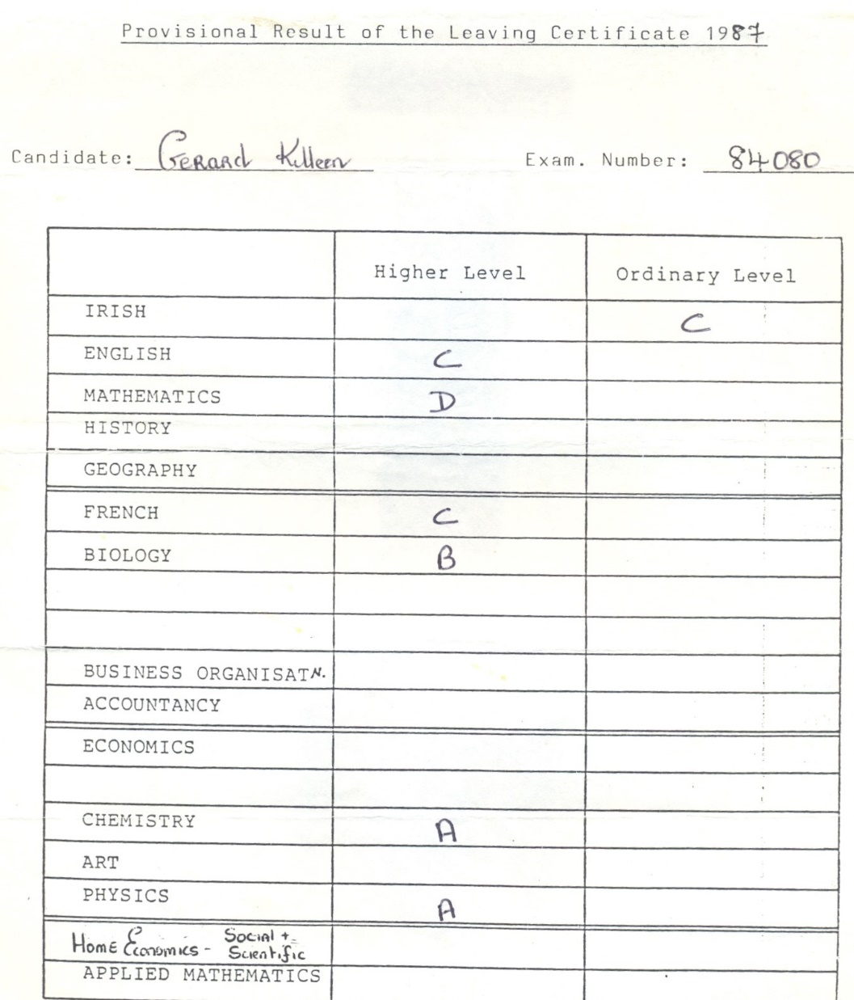 Provisional Result of the Leaving Certificate 1987
Candidate: Gerard Killeen Exam. Number: 84080
Higher Level Ordinary Level
IRISH C
ENGLISH C
MATHEMATICS D
HISTORY
GEOGRAPHY
FRENCH C
BIOLOGY B
BUSINESS ORGANISATN.
ACCOUNTANCY
ECONOMICS
CHEMISTRY A
ART
PHYSICS A
Home Economics - Social + Scientific
APPLIED MATHEMATICS